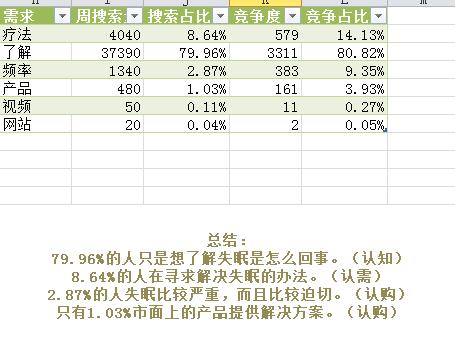 需求 周搜索 搜索占比 竞争度 竞争占比
疗法 4040 8.64% 579 14.13%
了解 37390 79.96% 3311 80.82%
频率 1340 2.87% 383 9.35%
产品 480 1.03% 161 3.93%
视频 50 0.11% 11 0.27%
网站 20 0.04% 2 0.05%
总结：
79.96%的人只是想了解失眠是怎么回事。（认知）
8.64%的人在寻求解决失眠的办法。（认需）
2.87%的人失眠比较严重，而且比较迫切。（认购）
只有1.03%市面上的产品提供解决方案。（认购）